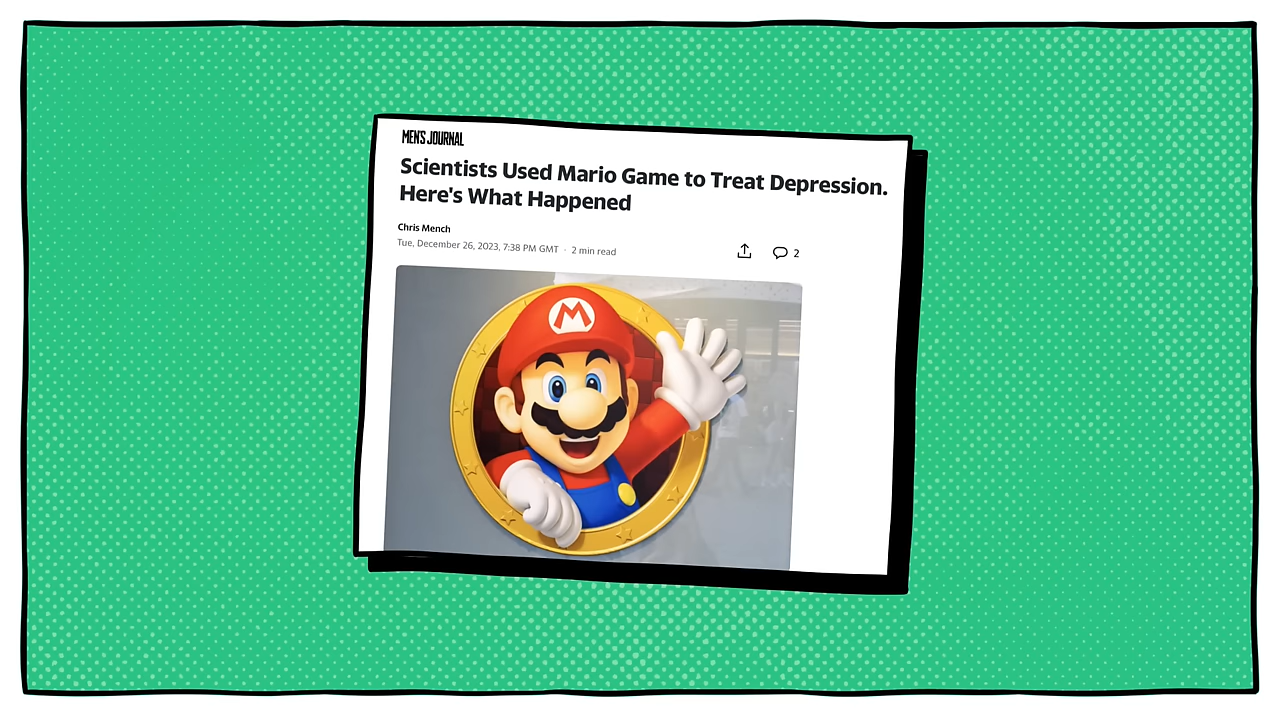 MEN'S JOURNAL
Scientists Used Mario Game to Treat Depression.
Here's What Happened
Chris Mench
Tue, December 26, 2023, 7:38 PM GMT · 2 min read
2
M